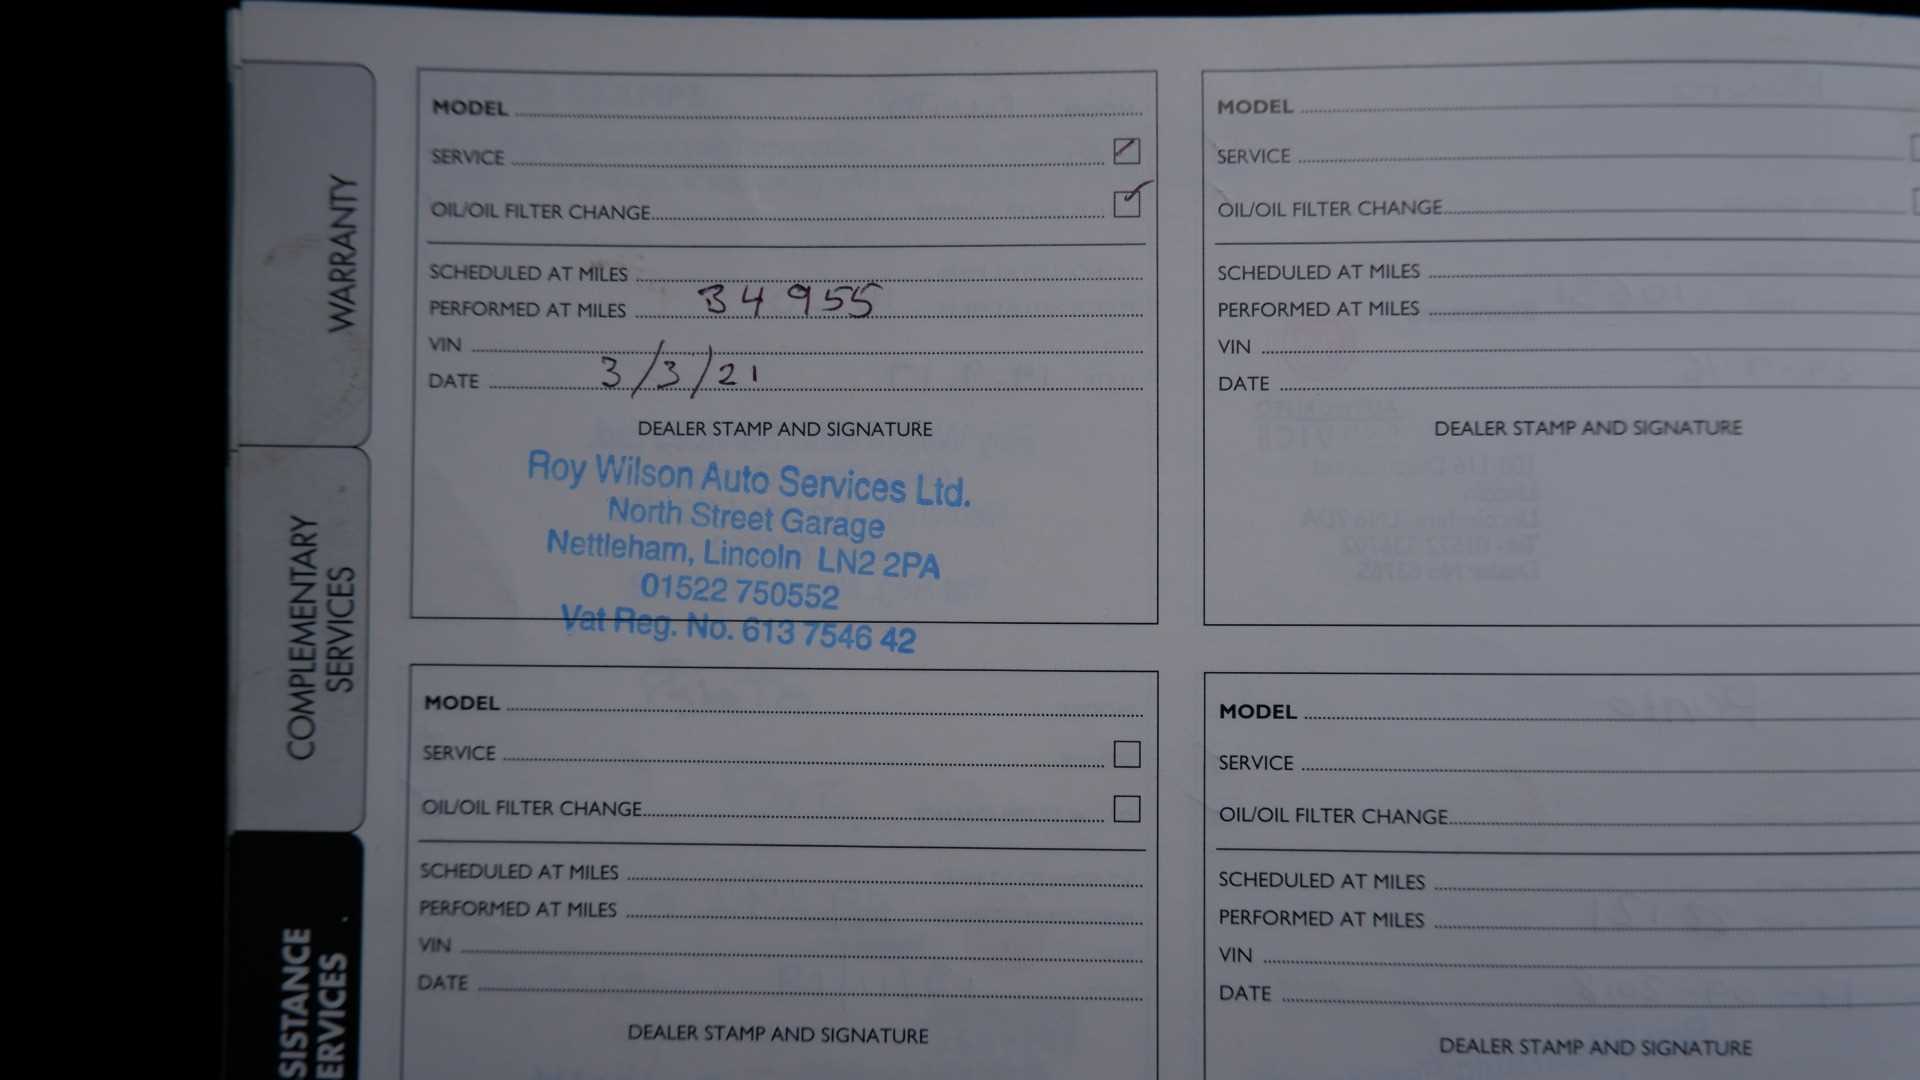 WARRANTY
COMPLEMENTARY
SERVICES
SISTANCE
ERVICES
MODEL
SERVICE
OIL/OIL FILTER CHANGE
SCHEDULED AT MILES
PERFORMED AT MILES 34955
VIN
DATE 3/3/21
DEALER STAMP AND SIGNATURE
Roy Wilson Auto Services Ltd.
North Street Garage
Nettleham, Lincoln LN2 2PA
01522 750552
Vat Reg. No. 613 7546 42
MODEL
SERVICE
OIL/OIL FILTER CHANGE
SCHEDULED AT MILES
PERFORMED AT MILES
VIN
DATE
DEALER STAMP AND SIGNATURE
MODEL
SERVICE
OIL/OIL FILTER CHANGE
SCHEDULED AT MILES
PERFORMED AT MILES
VIN
DATE
DEALER STAMP AND SIGNATURE
MODEL
SERVICE
OIL/OIL FILTER CHANGE
SCHEDULED AT MILES
PERFORMED AT MILES
VIN
DATE
DEALER STAMP AND SIGNATURE